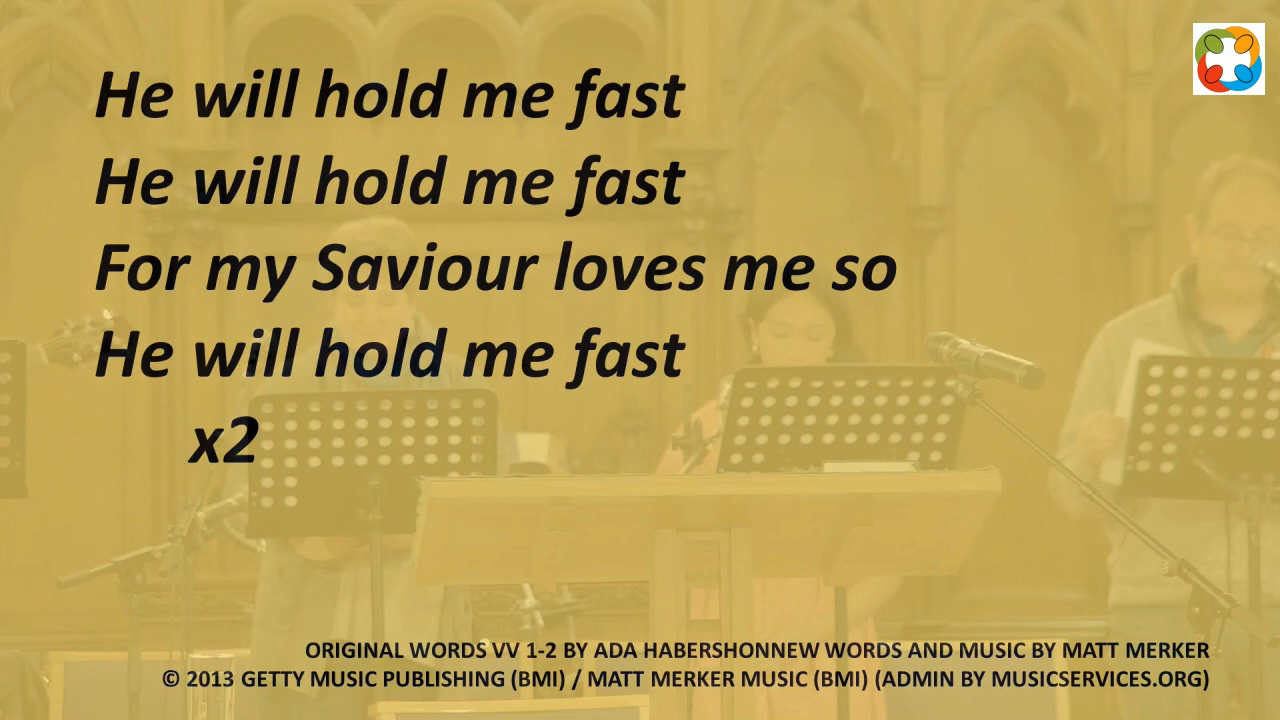 He will hold me fast
He will hold me fast
For my Saviour loves me so
He will hold me fast
x2
ORIGINAL WORDS VV 1-2 BY ADA HABERSHONNEW WORDS AND MUSIC BY MATT MERKER
© 2013 GETTY MUSIC PUBLISHING (BMI) / MATT MERKER MUSIC (BMI) (ADMIN BY MUSICSERVICES.ORG)